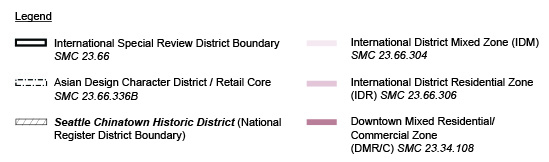 Legend
International Special Review District Boundary
SMC 23.66
Asian Design Character District / Retail Core
SMC 23.66.336B
Seattle Chinatown Historic District (National
Register District Boundary)
International District Mixed Zone (IDM)
SMC 23.66.304
International District Residential Zone
(IDR) SMC 23.66.306
Downtown Mixed Residential/
Commercial Zone
(DMR/C) SMC 23.34.108